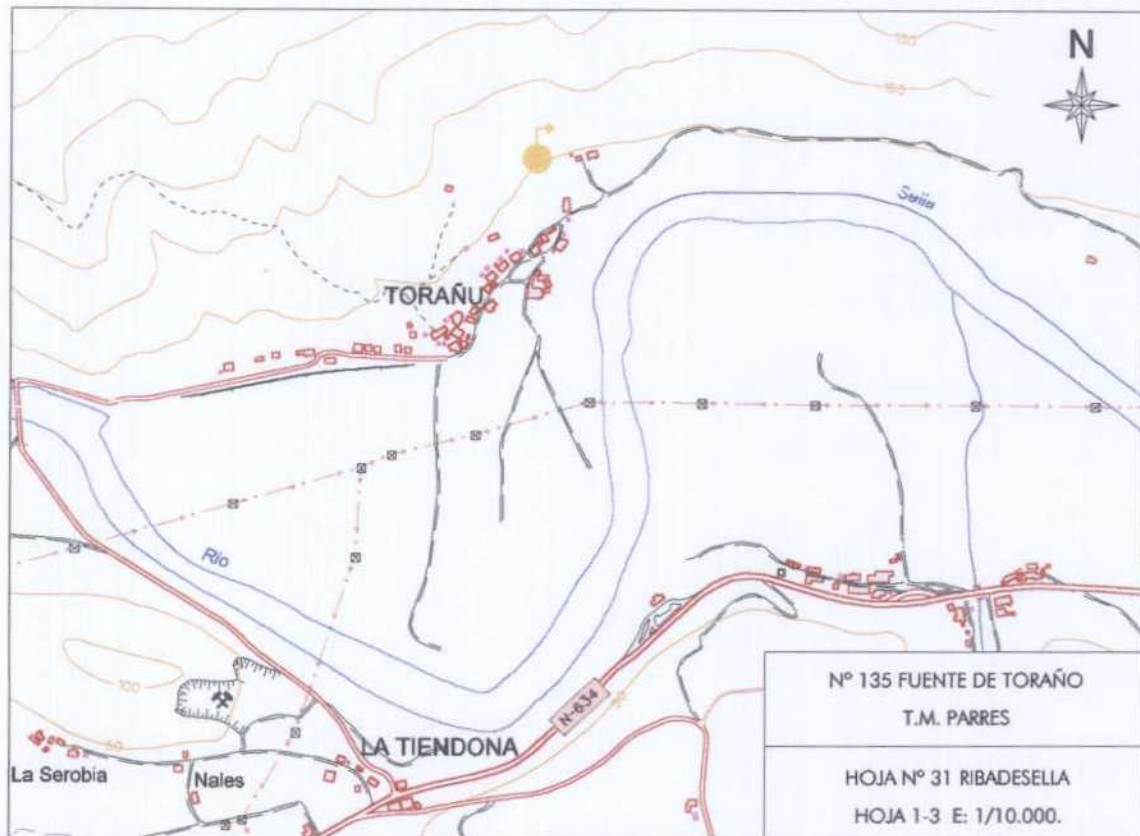 150
150
N
Sella
TORAÑU
Río
100
50
50
N-634
LA TIENDONA
La Serobia
Nales
Nº 135 FUENTE DE TORAÑO
T.M. PARRES
HOJA Nº 31 RIBADESELLA
HOJA 1-3 E: 1/10.000.